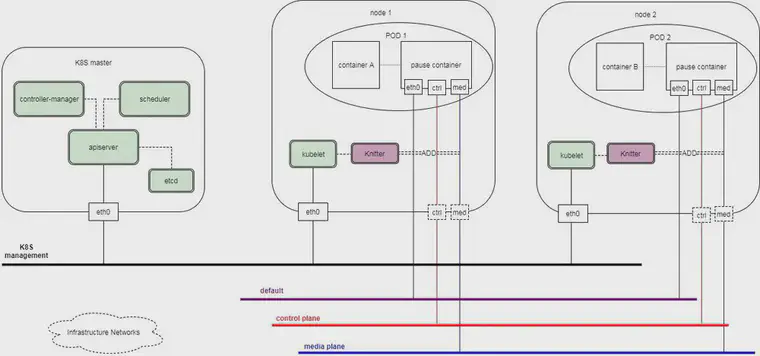 node 1
node 2
POD 1
POD 2
K8S master
container A
pause container
container B
pause container
eth0
ctrl
med
eth0
ctrl
med
controller-manager
scheduler
apiserver
etcd
kubelet
Knitter
ADD
kubelet
Knitter
ADD
eth0
eth0
ctrl
med
eth0
ctrl
med
K8S
management
default
control plane
media plane
Infrastructure Networks